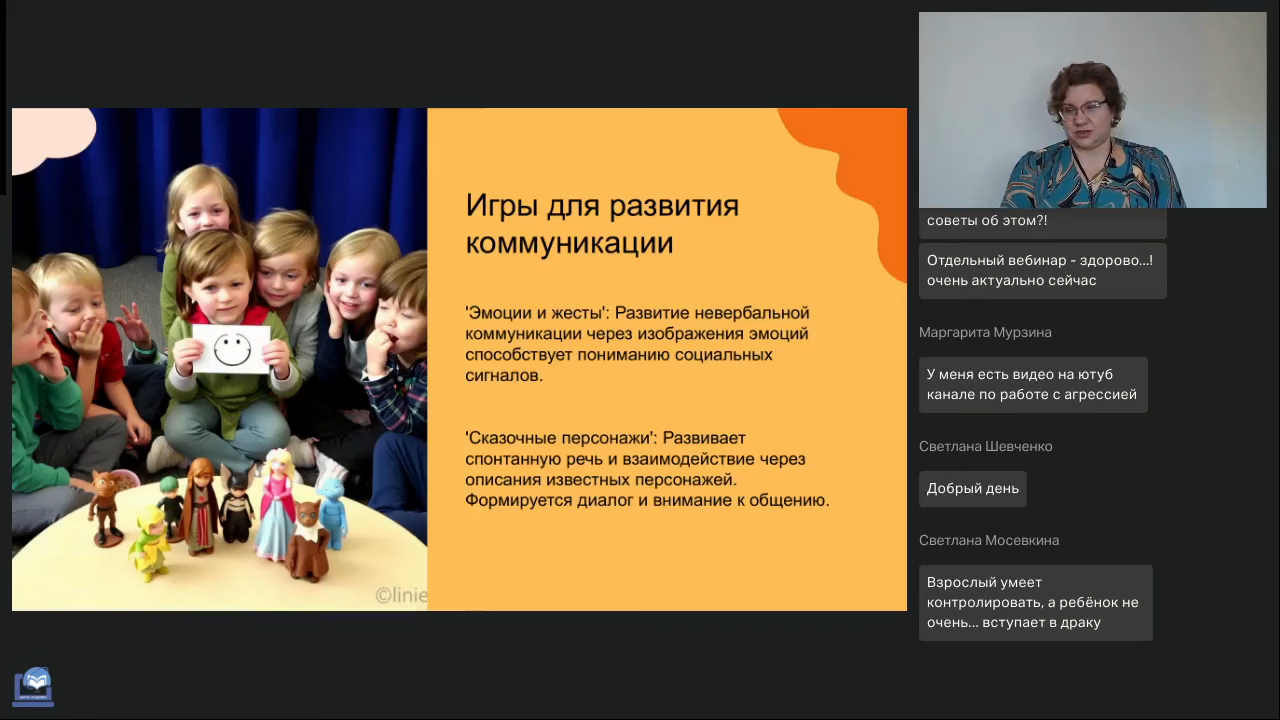 Игры для развития
коммуникации
'Эмоции и жесты': Развитие невербальной
коммуникации через изображения эмоций
способствует пониманию социальных
сигналов.
'Сказочные персонажи': Развивает
спонтанную речь и взаимодействие через
описания известных персонажей.
Формируется диалог и внимание к общению.
©linie
советы об этом?!
Отдельный вебинар - здорово...!
очень актуально сейчас
Маргарита Мурзина
У меня есть видео на ютуб
канале по работе с агрессией
Светлана Шевченко
Добрый день
Светлана Мосевкина
Взрослый умеет
контролировать, а ребёнок не
очень... вступает в драку